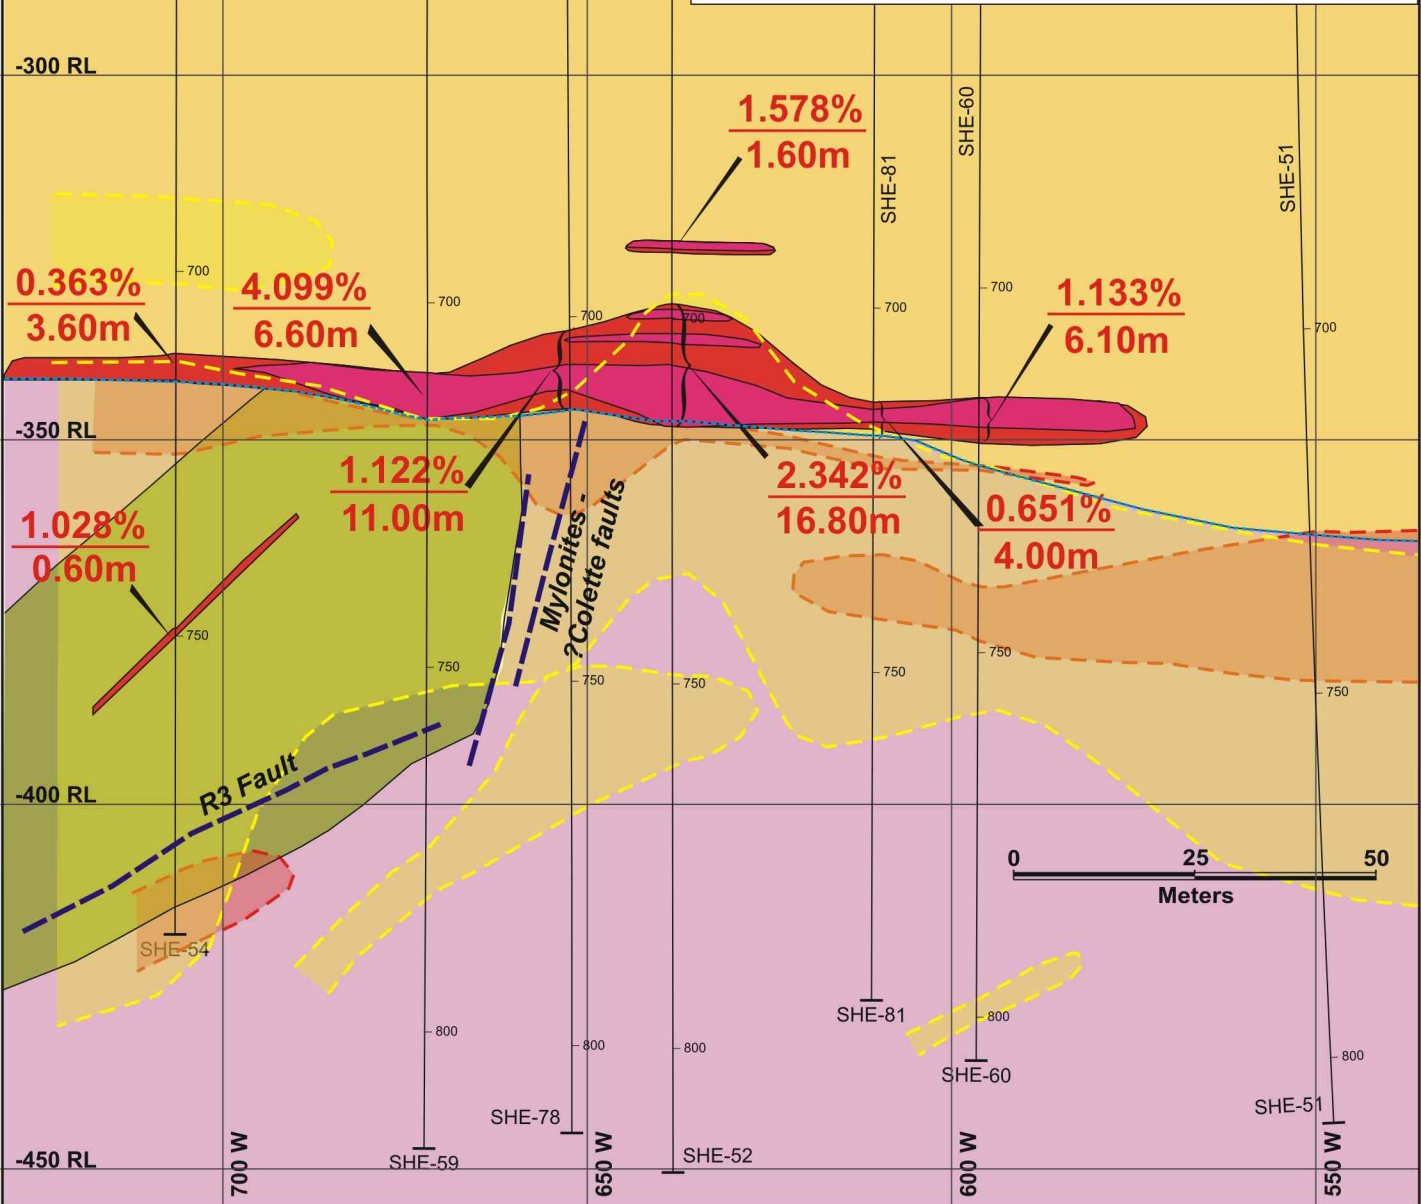 -300 RL
1.578%
1.60m
SHE-81
SHE-60
SHE-51
700
0.363%
3.60m
4.099%
6.60m
700
700
700
700
700
700
1.133%
6.10m
-350 RL
1.122%
11.00m
2.342%
16.80m
0.651%
4.00m
1.028%
0.60m
Mylonites -
?Colette faults
750
750
750
750
750
750
750
R3 Fault
-400 RL
0 25 50
Meters
SHE-54
SHE-81
800
800
800
800
800
SHE-60
SHE-51
SHE-78
SHE-59
SHE-52
-450 RL
700 W
650 W
600 W
550 W